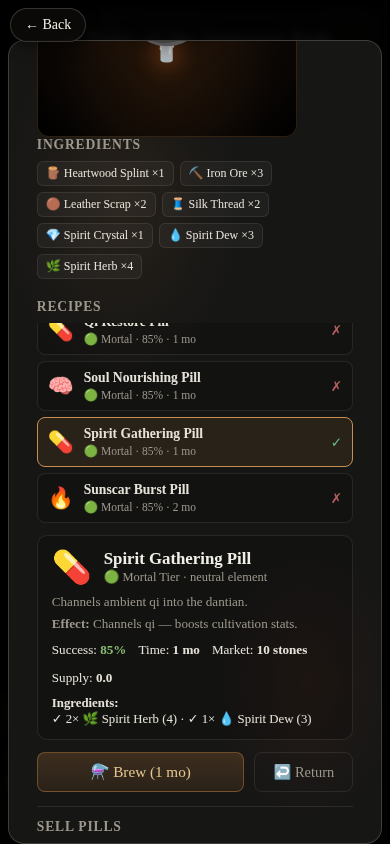 ← Back
INGREDIENTS
Heartwood Splint ×1 Iron Ore ×3
Leather Scrap ×2 Silk Thread ×2
Spirit Crystal ×1 Spirit Dew ×3
Spirit Herb ×4
RECIPES
Qi Restore Pill
Mortal · 85% · 1 mo ✗
Soul Nourishing Pill
Mortal · 85% · 1 mo ✗
Spirit Gathering Pill
Mortal · 85% · 1 mo ✓
Sunscar Burst Pill
Mortal · 85% · 2 mo ✗
Spirit Gathering Pill
Mortal Tier · neutral element
Channels ambient qi into the dantian.
Effect: Channels qi — boosts cultivation stats.
Success: 85% Time: 1 mo Market: 10 stones
Supply: 0.0
Ingredients:
✓ 2× Spirit Herb (4) · ✓ 1× Spirit Dew (3)
Brew (1 mo) Return
SELL PILLS